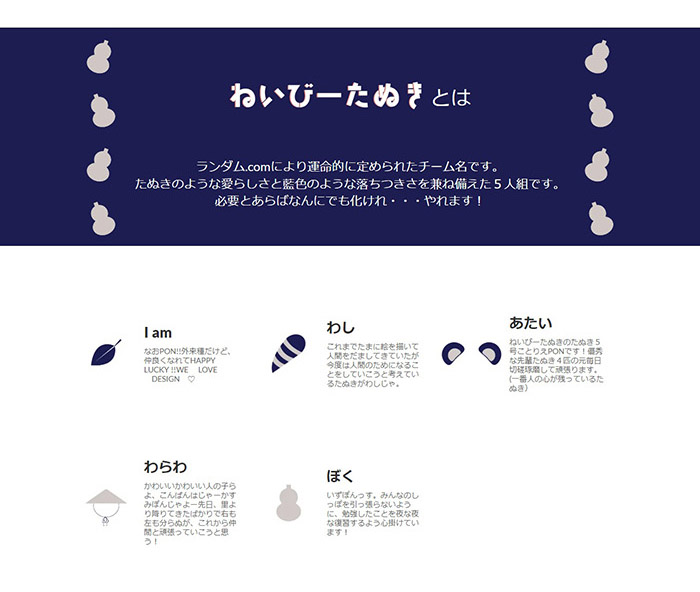 ねいびーたぬきとは
ランダム.comにより運命的に定められたチーム名です。
たぬきのような愛らしさと藍色のような落ちつきさを兼ね備えた５人組です。
必要とあらばなんにでも化けれ・・・やれます！
I am
なおPON!!外来種だけど、
仲良くなれてHAPPY
LUCKY !!WE LOVE
DESIGN ♡
わし
これまでたまに絵を描いて
人間をだましてきていたが
今度は人間のためになるこ
とをしていこうと考えてい
るたぬきがわしじゃ。
あたい
ねいびーたぬきのたぬき５
号ことりえPONです！優秀
な先輩たぬき４匹の元毎日
切磋琢磨して頑張ります。
(一番人の心が残っているた
ぬき）
わらわ
かわいいかわいい人の子ら
よ、こんばんはじゃーかす
みぽんじゃよー先日、里よ
り降りてきたばかりで右も
左も分らぬが、これから仲
間と頑張っていこうと思
う！
ぼく
いずぽんっす。みんなのし
っぽを引っ張らないよう
に、勉強したことを夜な夜
な復習するよう心掛けてい
ます！